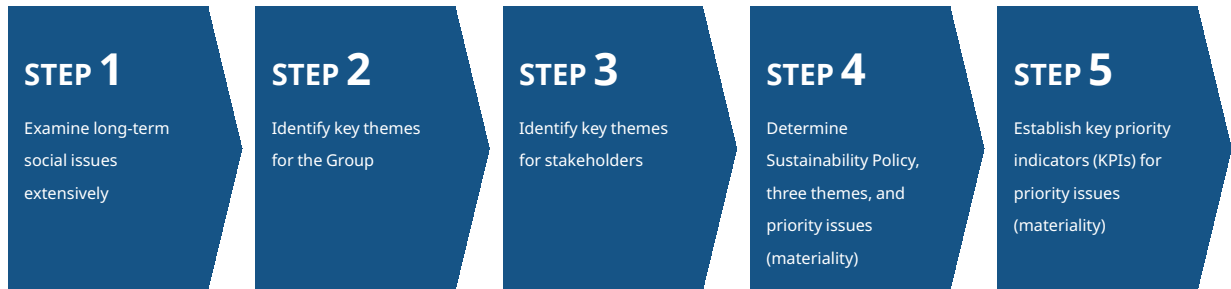 STEP 1
Examine long-term
social issues
extensively
STEP 2
Identify key themes
for the Group
STEP 3
Identify key themes
for stakeholders
STEP 4
Determine
Sustainability Policy,
three themes, and
priority issues
(materiality)
STEP 5
Establish key priority
indicators (KPIs) for
priority issues
(materiality)